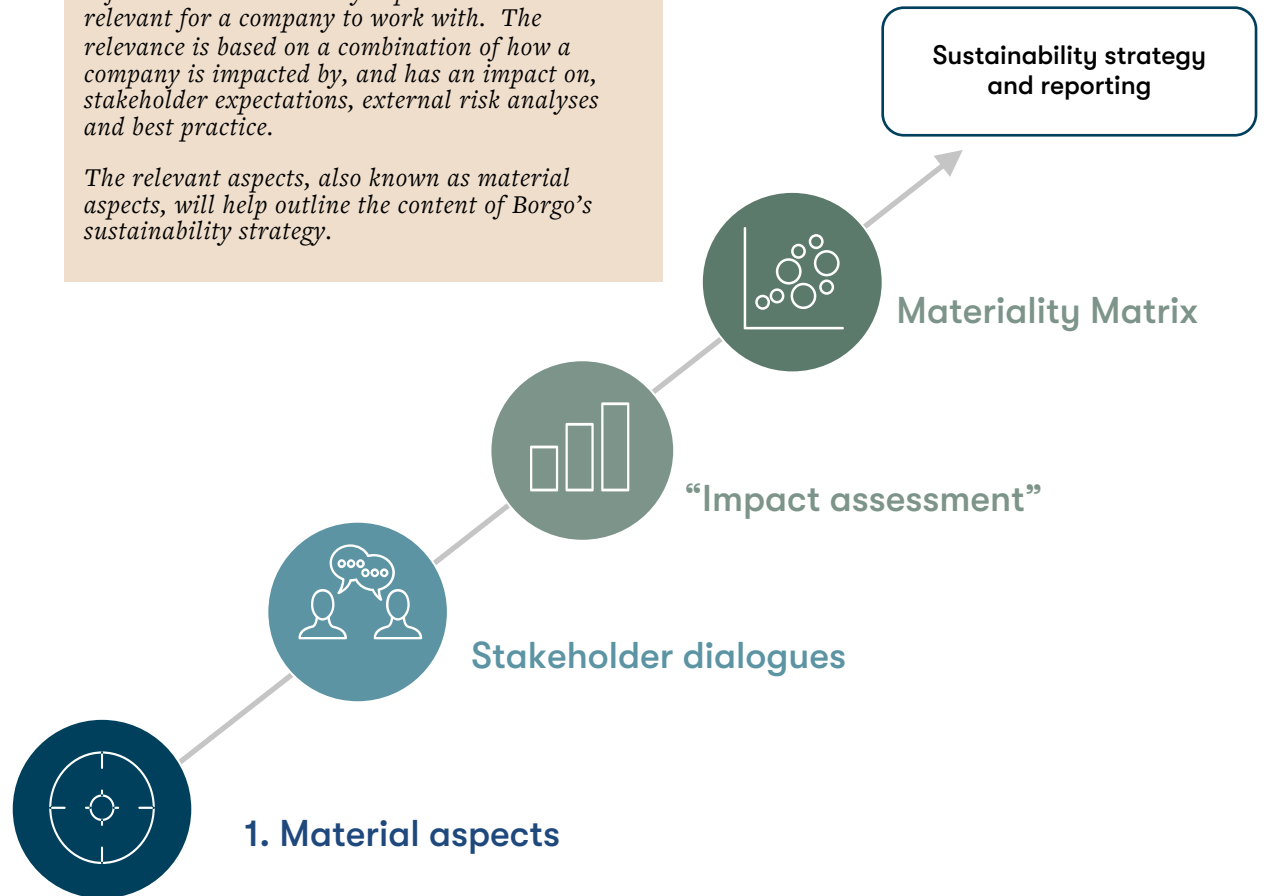 relevant for a company to work with. The
relevance is based on a combination of how a
company is impacted by, and has an impact on,
stakeholder expectations, external risk analyses
and best practice.
The relevant aspects, also known as material
aspects, will help outline the content of Borgo’s
sustainability strategy.
Sustainability strategy
and reporting
Materiality Matrix
“Impact assessment”
Stakeholder dialogues
1. Material aspects